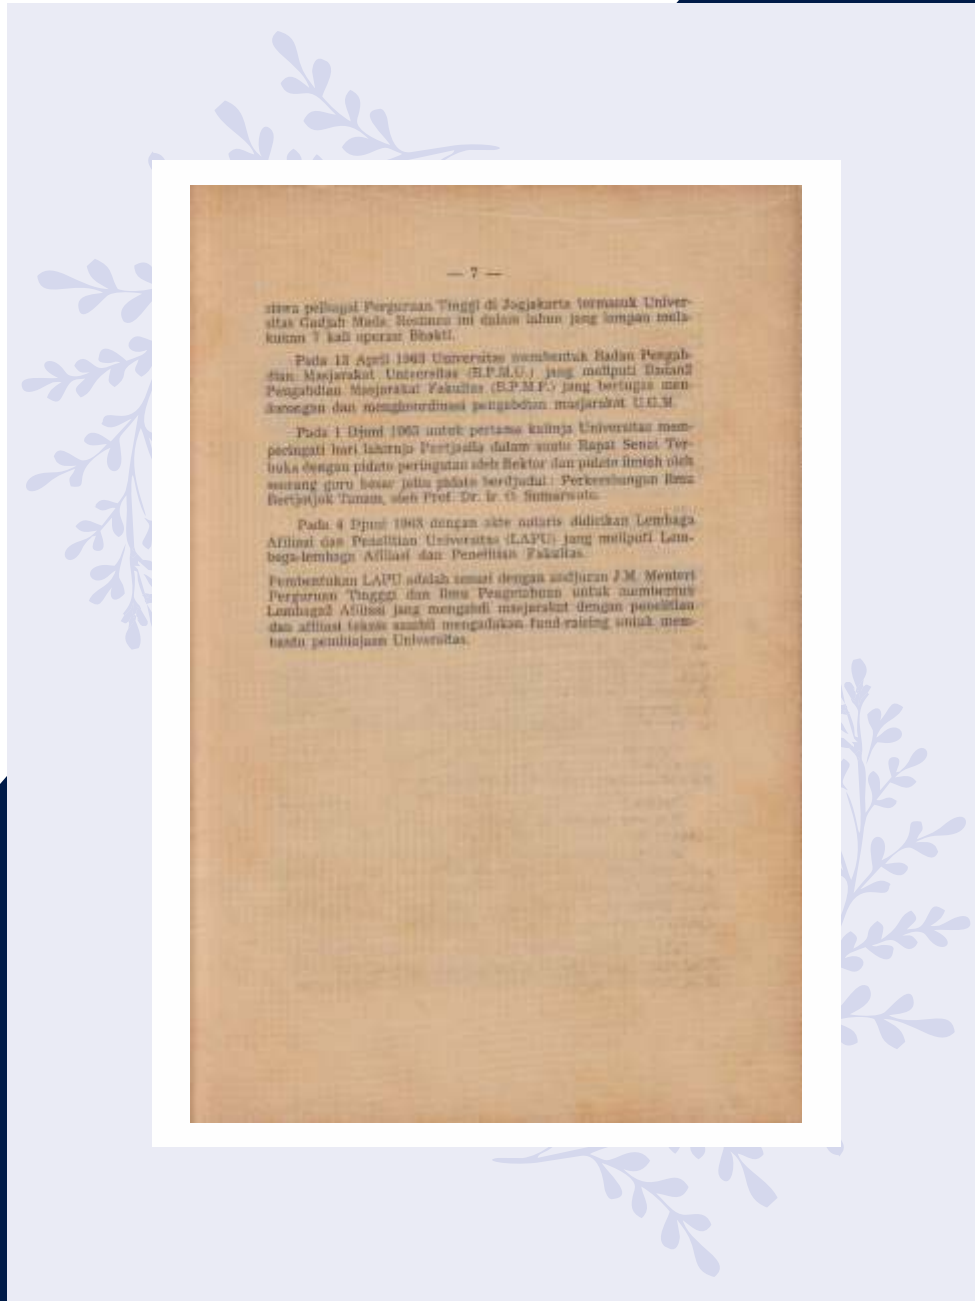 — 7 —
siswa pelbagai Perguruan Tinggi di Jogjakarta termasuk Univer-
sitas Gadjah Mada. ini dalam tahun jang lampau mela-
kukan 7 kali operasi Bhakti.
Pada 13 April 1963 Universitas membentuk Badan Pengab-
dian Masjarakat Universitas (B.P.M.U.) jang meliputi Badan2
Pengabdian Masjarakat Fakultas (B.P.M.F.) jang bertugas
dan mengkoordinasi pengabdian masjarakat U.G.M.
Pada 1 Djuni 1963 untuk pertama kalinja Universitas mem-
peringati hari lahirnja Pantjasila dalam suatu Rapat Senat Ter-
buka dengan pidato peringatan oleh Rektor dan pidato ilmiah oleh
seorang guru besar jaitu pidato berdjudul : Perkembangan Ilmu
Bertjotjok Tanam, oleh Prof. Dr. Ir. O. Sumarwoto.
Pada 4 Djuni 1963 dengan akte notaris didirikan Lembaga
Afiliasi dan Penelitian Universitas (LAPU) jang meliputi Lem-
baga-lembaga Afiliasi dan Penelitian Fakultas.
Pembentukan LAPU adalah sesuai dengan andjuran J.M. Menteri
Perguruan Tinggi dan Ilmu Pengetahuan untuk membentuk
Lembaga2 Afiliasi jang mengabdi masjarakat dengan penelitian
dan afiliasi sambil mengadakan fund-raising untuk mem-
bantu pembiajaan Universitas.